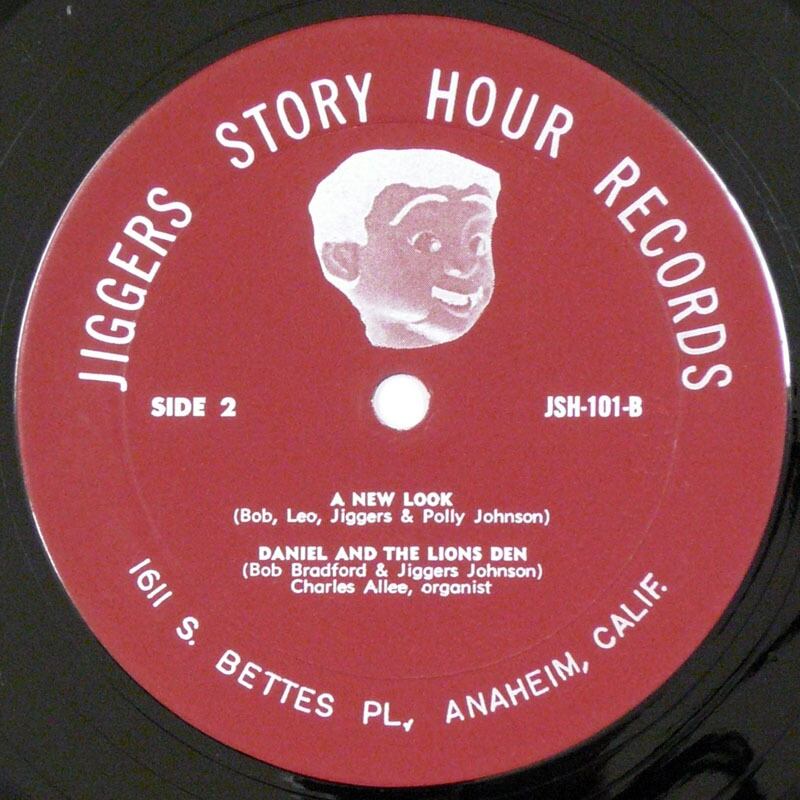 JIGGERS STORY HOUR RECORDS
SIDE 2
JSH-101-B
A NEW LOOK
(Bob, Leo, Jiggers & Polly Johnson)
DANIEL AND THE LIONS DEN
(Bob Bradford & Jiggers Johnson)
Charles Allee, organist
1611 S. BETTES PL, ANAHEIM, CALIF.